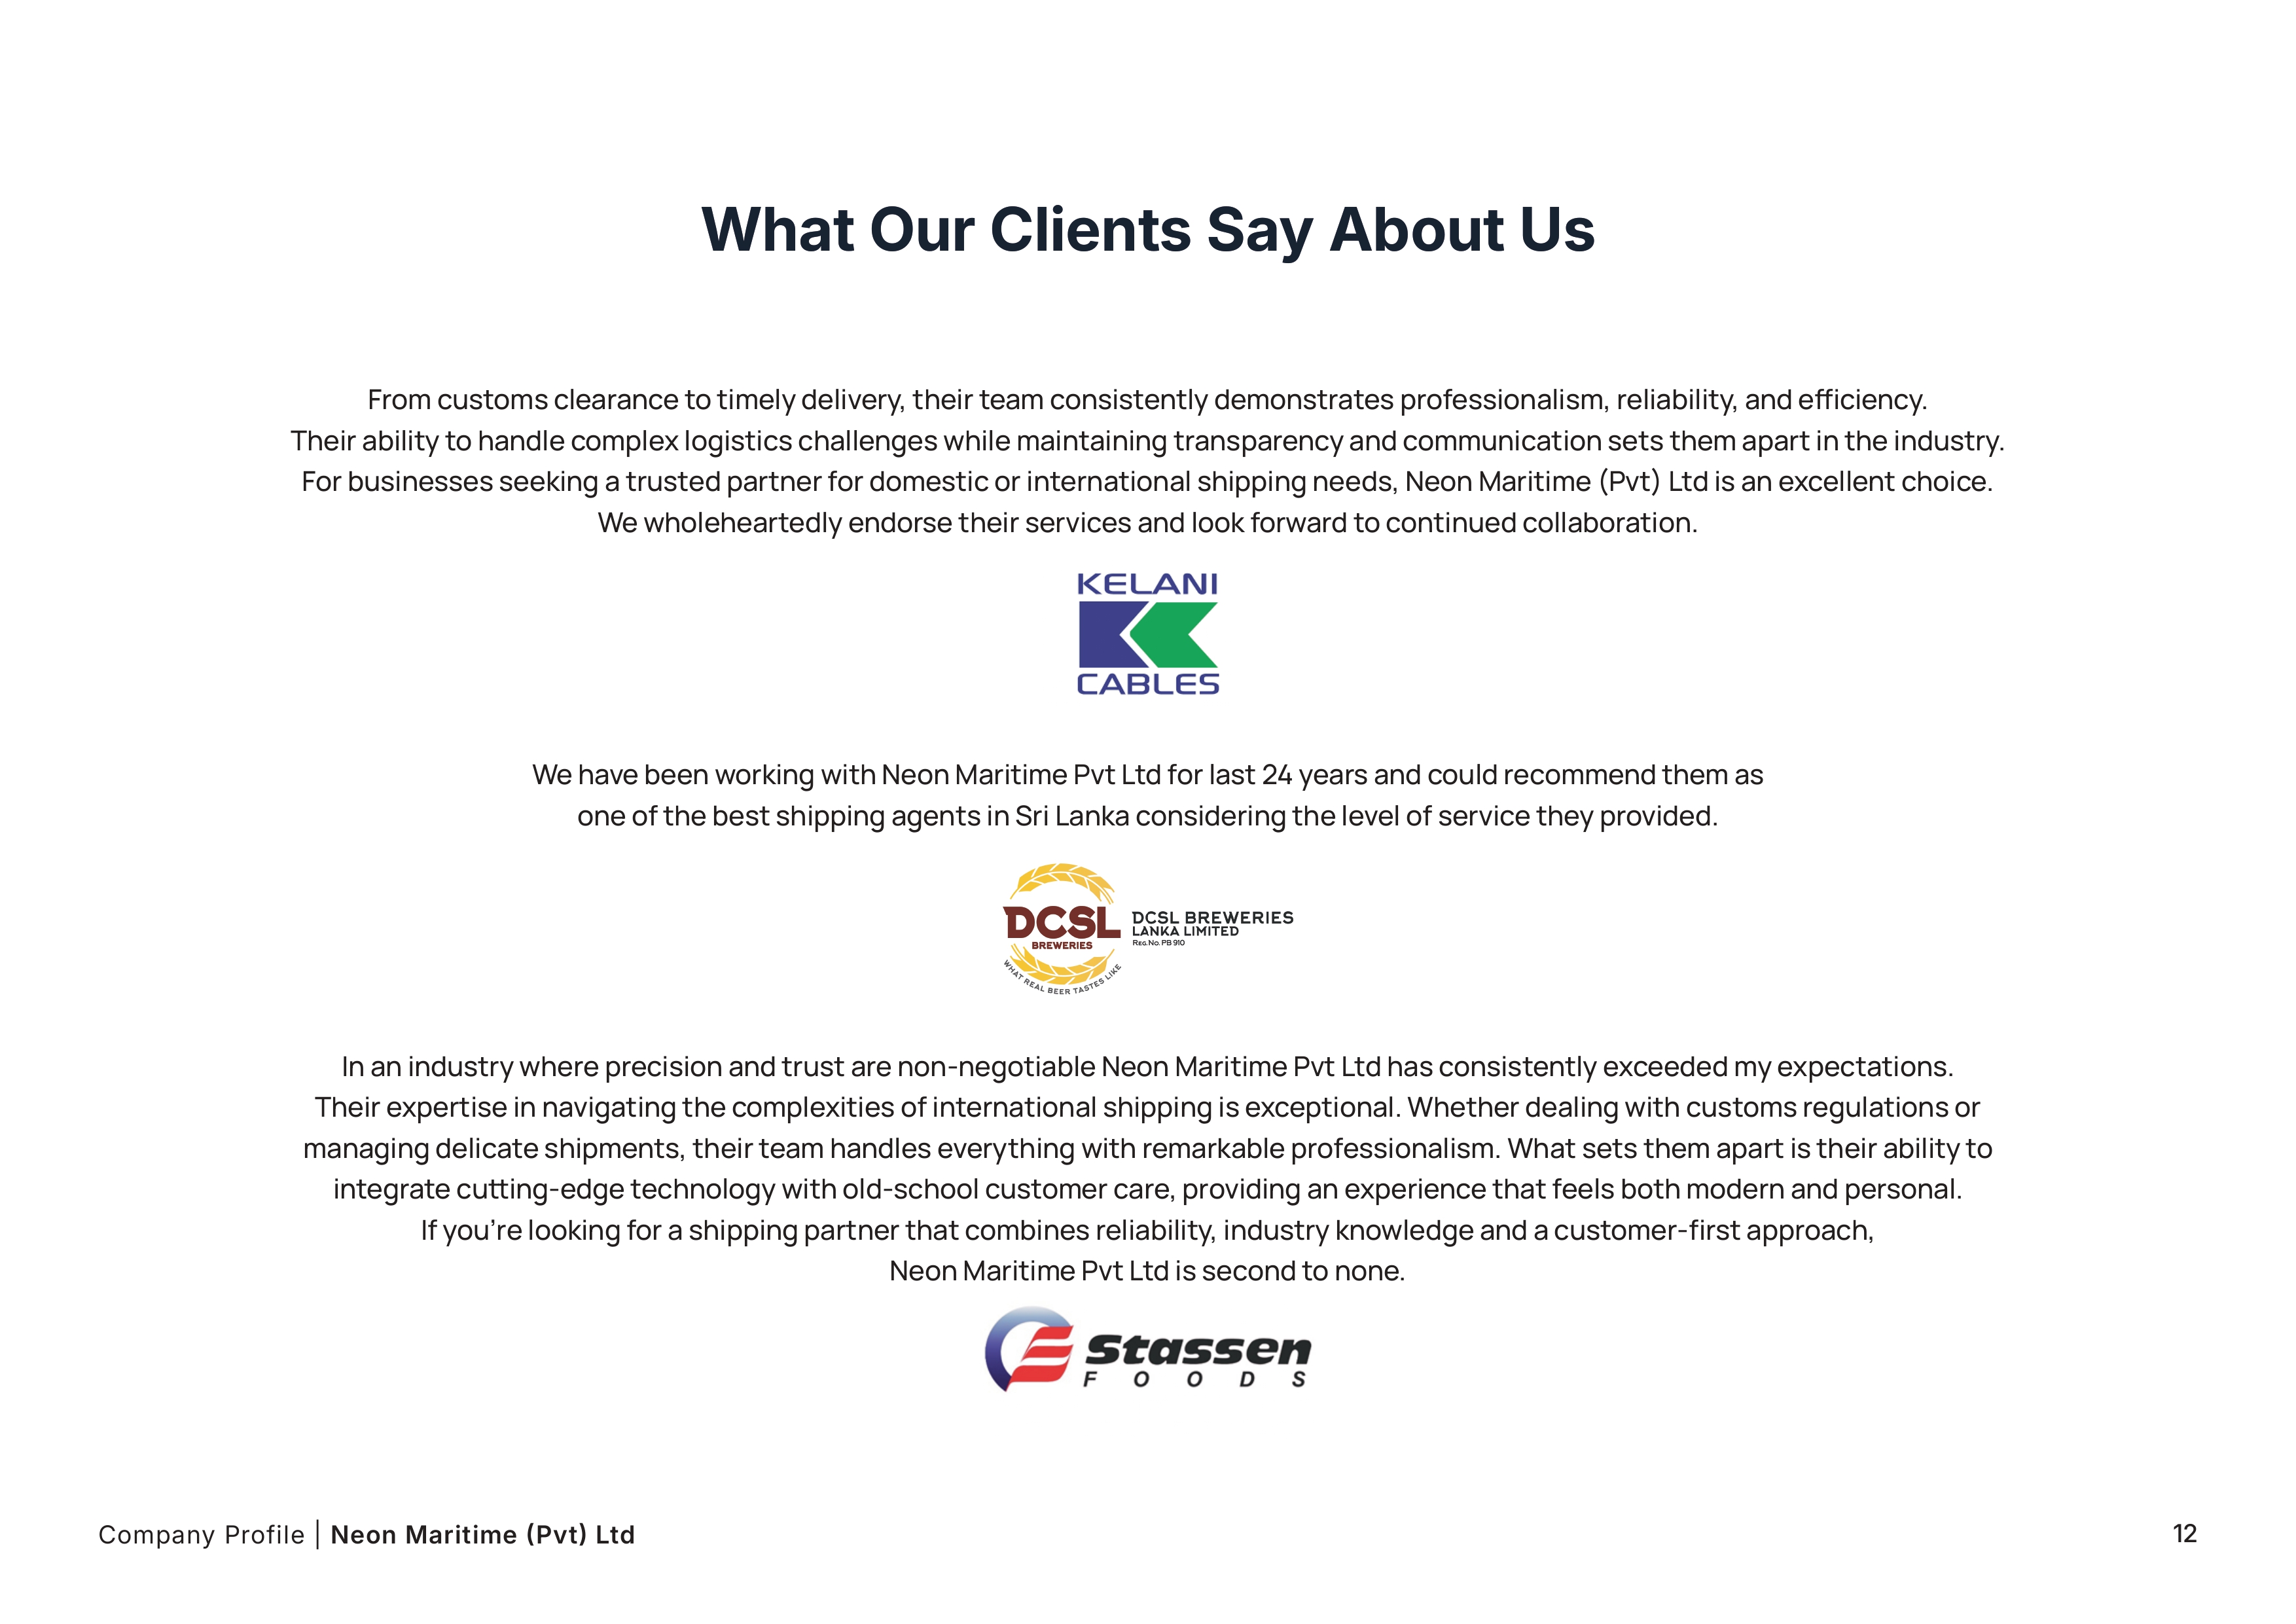 What Our Clients Say About Us
From customs clearance to timely delivery, their team consistently demonstrates professionalism, reliability, and efficiency.
Their ability to handle complex logistics challenges while maintaining transparency and communication sets them apart in the industry.
For businesses seeking a trusted partner for domestic or international shipping needs, Neon Maritime (Pvt) Ltd is an excellent choice.
We wholeheartedly endorse their services and look forward to continued collaboration.
KELANI
CABLES
We have been working with Neon Maritime Pvt Ltd for last 24 years and could recommend them as
one of the best shipping agents in Sri Lanka considering the level of service they provided.
DCSL
BREWERIES
WHAT REAL BEER TASTES LIKE
DCSL BREWERIES
LANKA LIMITED
REG. No. PB 910
In an industry where precision and trust are non-negotiable Neon Maritime Pvt Ltd has consistently exceeded my expectations.
Their expertise in navigating the complexities of international shipping is exceptional. Whether dealing with customs regulations or
managing delicate shipments, their team handles everything with remarkable professionalism. What sets them apart is their ability to
integrate cutting-edge technology with old-school customer care, providing an experience that feels both modern and personal.
If you’re looking for a shipping partner that combines reliability, industry knowledge and a customer-first approach,
Neon Maritime Pvt Ltd is second to none.
Stassen
FOODS
Company Profile | Neon Maritime (Pvt) Ltd
12